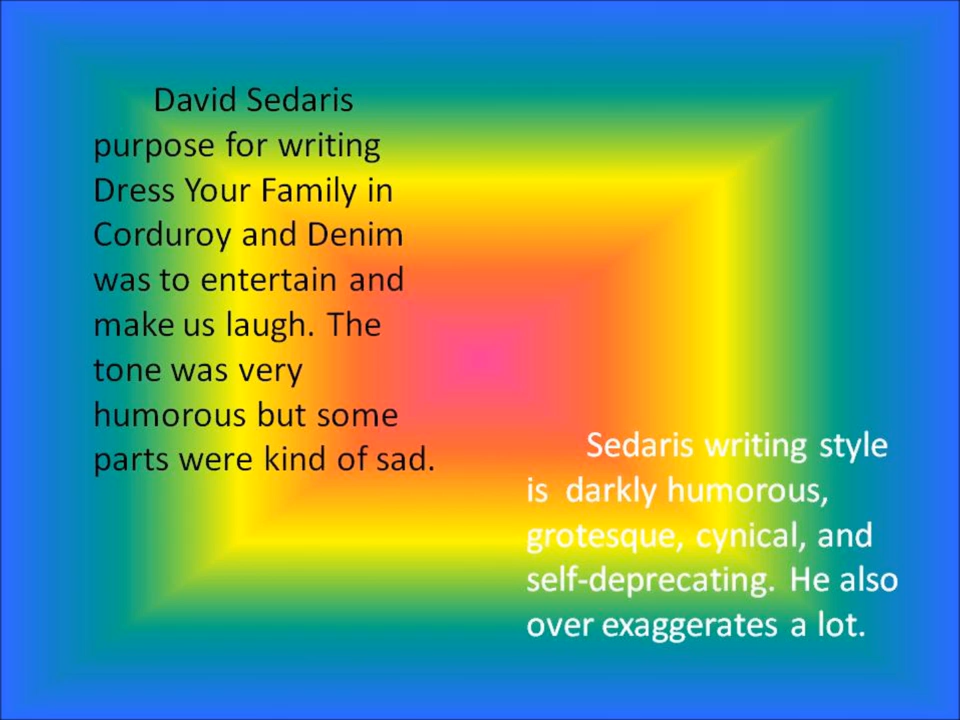 David Sedaris
purpose for writing
Dress Your Family in
Corduroy and Denim
was to entertain and
make us laugh. The
tone was very
humorous but some
parts were kind of sad.
Sedaris writing style
is darkly humorous,
grotesque, cynical, and
self-deprecating. He also
over exaggerates a lot.